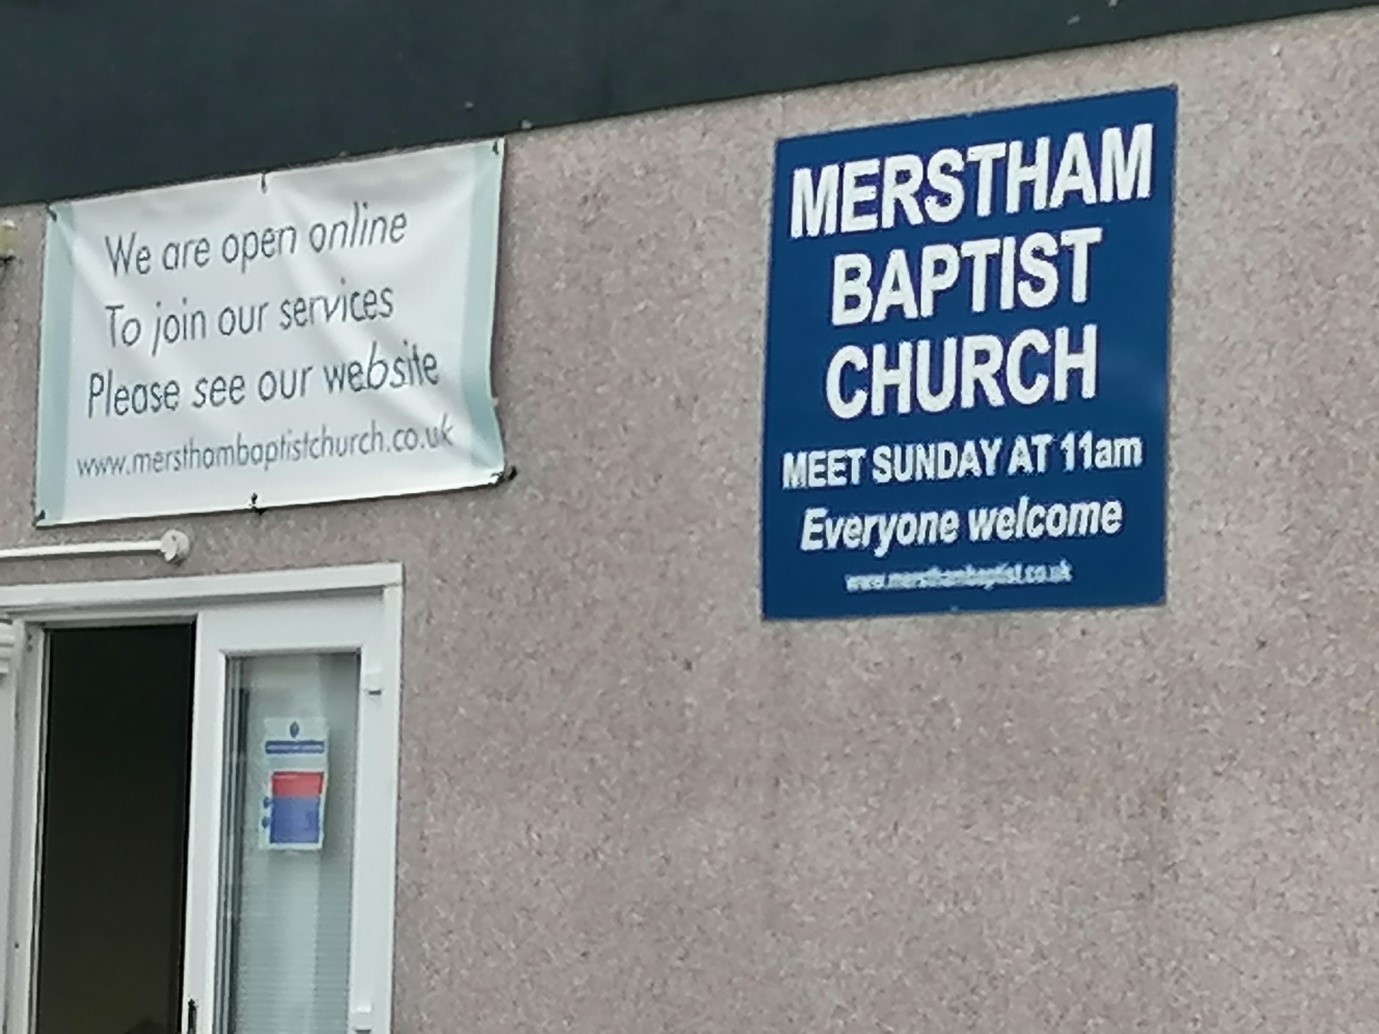 We are open online
To join our services
Please see our website
www.mersthambaptistchurch.co.uk
MERSTHAM
BAPTIST
CHURCH
MEET SUNDAY AT 11am
Everyone welcome
www.mersthambaptist.co.uk